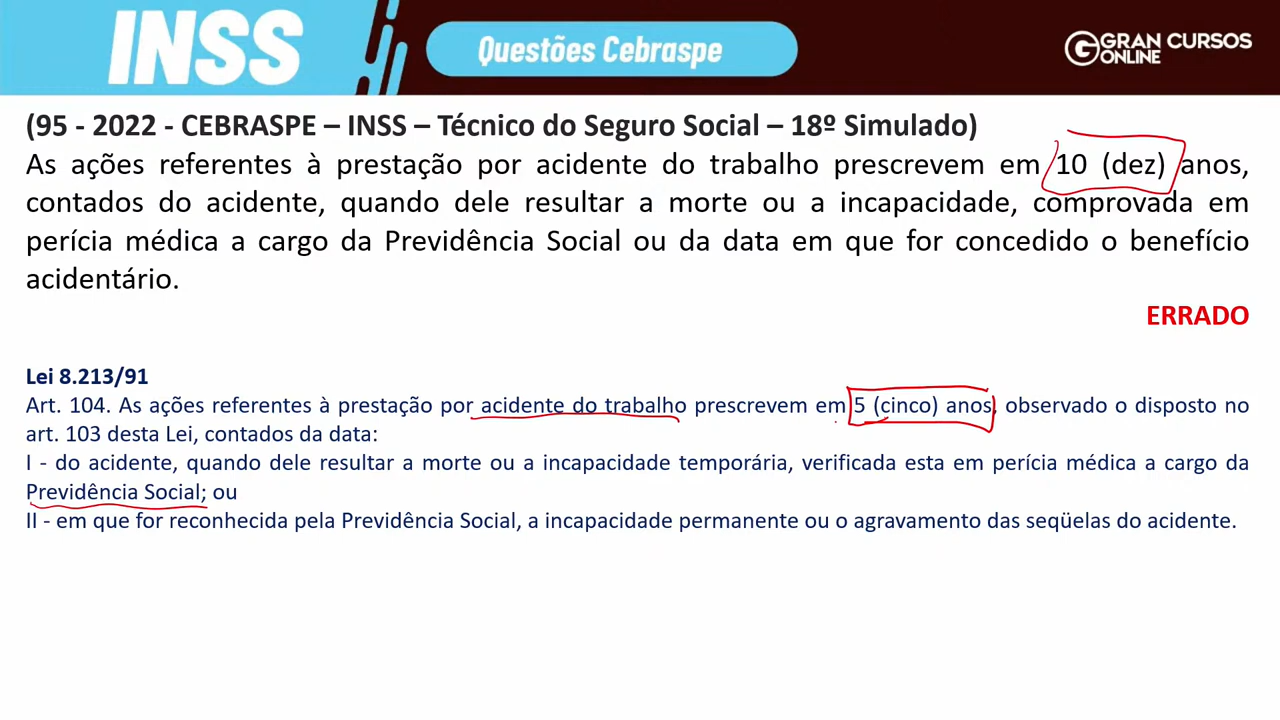 INSS
Questões Cebraspe
GRAN CURSOS
ONLINE
(95 - 2022 - CEBRASPE – INSS – Técnico do Seguro Social – 18º Simulado)
As ações referentes à prestação por acidente do trabalho prescrevem em 10 (dez) anos,
contados do acidente, quando dele resultar a morte ou a incapacidade, comprovada em
perícia médica a cargo da Previdência Social ou da data em que for concedido o benefício
acidentário.
ERRADO
Lei 8.213/91
Art. 104. As ações referentes à prestação por acidente do trabalho prescrevem em 5 (cinco) anos, observado o disposto no
art. 103 desta Lei, contados da data:
I - do acidente, quando dele resultar a morte ou a incapacidade temporária, verificada esta em perícia médica a cargo da
Previdência Social; ou
II - em que for reconhecida pela Previdência Social, a incapacidade permanente ou o agravamento das seqüelas do acidente.